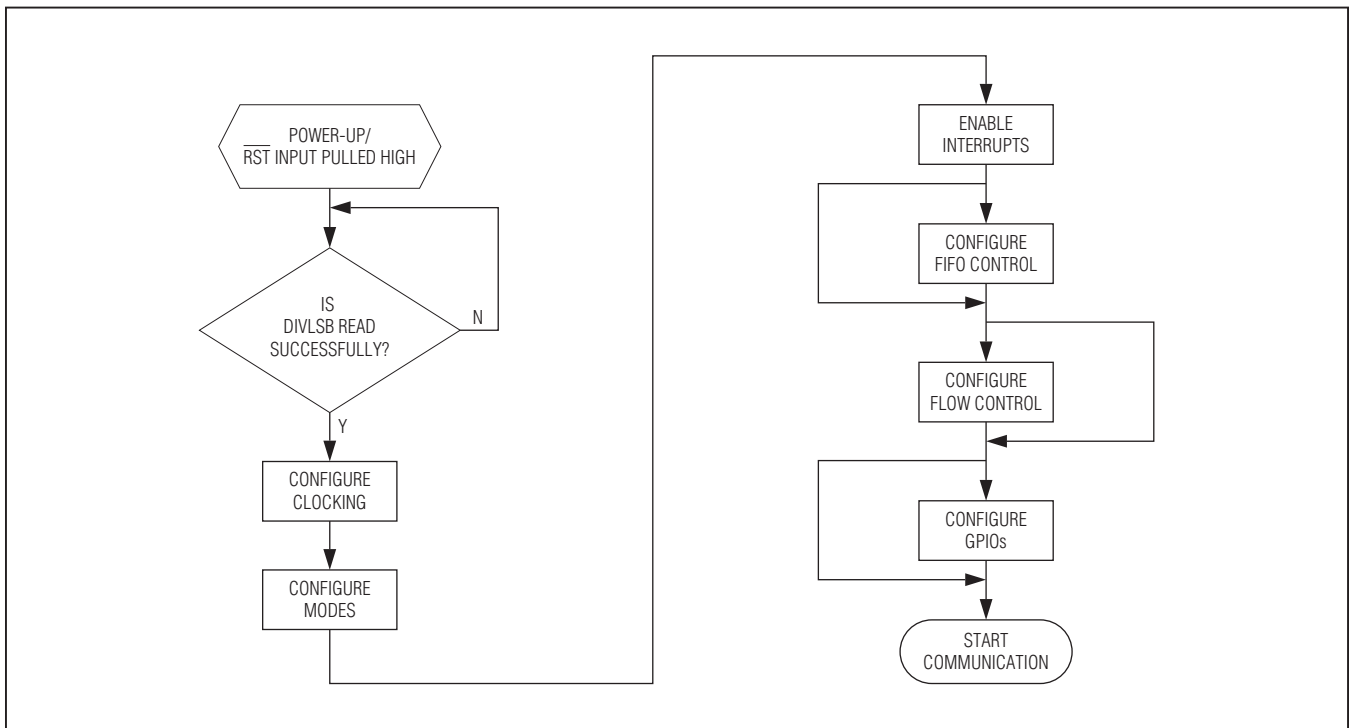 POWER-UP/
RST INPUT PULLED HIGH
IS
DIVLSB READ
SUCCESSFULLY?
N
Y
CONFIGURE
CLOCKING
CONFIGURE
MODES
ENABLE
INTERRUPTS
CONFIGURE
FIFO CONTROL
CONFIGURE
FLOW CONTROL
CONFIGURE
GPIOs
START
COMMUNICATION